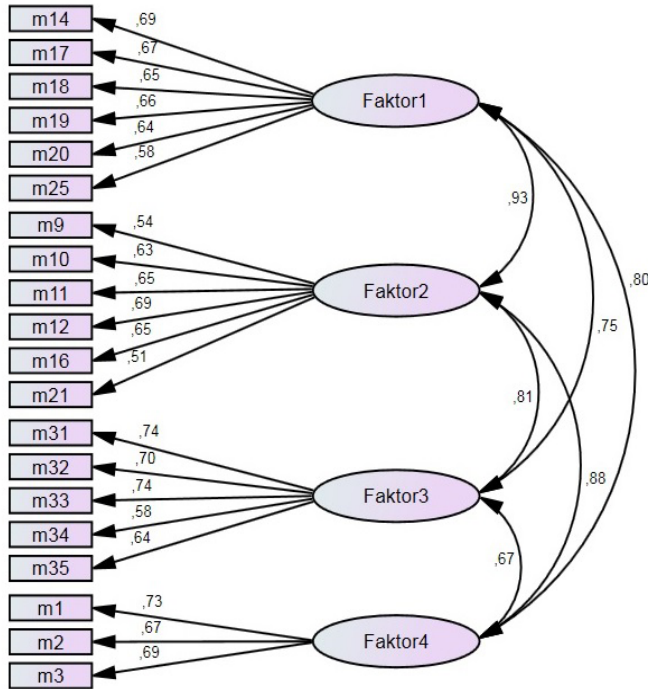 m14
,69
m17
,67
m18
,65
m19
,66
m20
,64
m25
,58
Faktor1
m9
,54
m10
,63
m11
,65
m12
,69
m16
,65
m21
,51
Faktor2
m31
,74
m32
,70
m33
,74
m34
,58
m35
,64
Faktor3
m1
,73
m2
,67
m3
,69
Faktor4
,93
,80
,75
,81
,88
,67